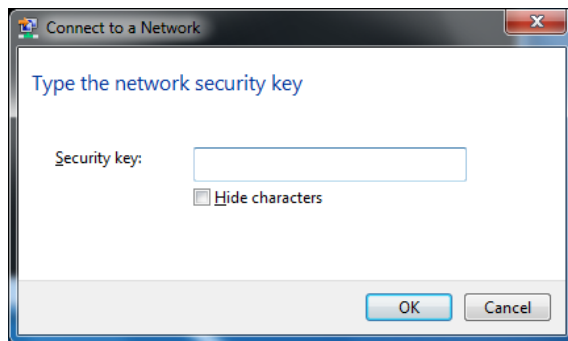 Connect to a Network
Type the network security key
Security key:
Hide characters
OK Cancel